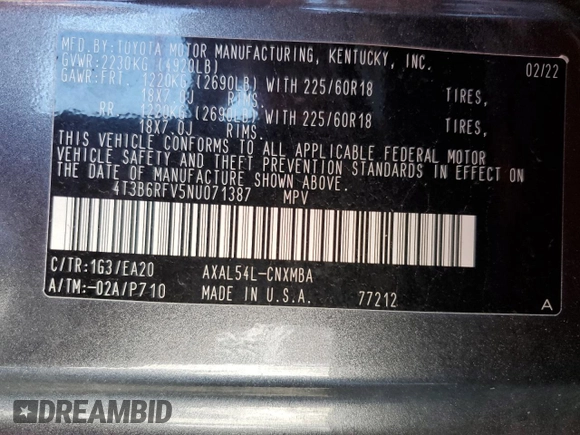 MFD.BY:TOYOTA MOTOR MANUFACTURING, KENTUCKY, INC.
GVWR:2230KG (4920LB) 02/22
GAWR:FRT. 1220KG (2690LB) WITH 225/60R18 TIRES,
18X7.0J RIMS.
RR. 1220KG (2690LB) WITH 225/60R18 TIRES,
18X7.0J RIMS.
THIS VEHICLE CONFORMS TO ALL APPLICABLE FEDERAL MOTOR
VEHICLE SAFETY AND THEFT PREVENTION STANDARDS IN EFFECT ON
THE DATE OF MANUFACTURE SHOWN ABOVE.
4T3B6RFV5NU071387 MPV
C/TR:1G3/EA20 AXAL54L-CNXMBA
A/TM:-02A/P710 MADE IN U.S.A. 77212 A
DREAMBID